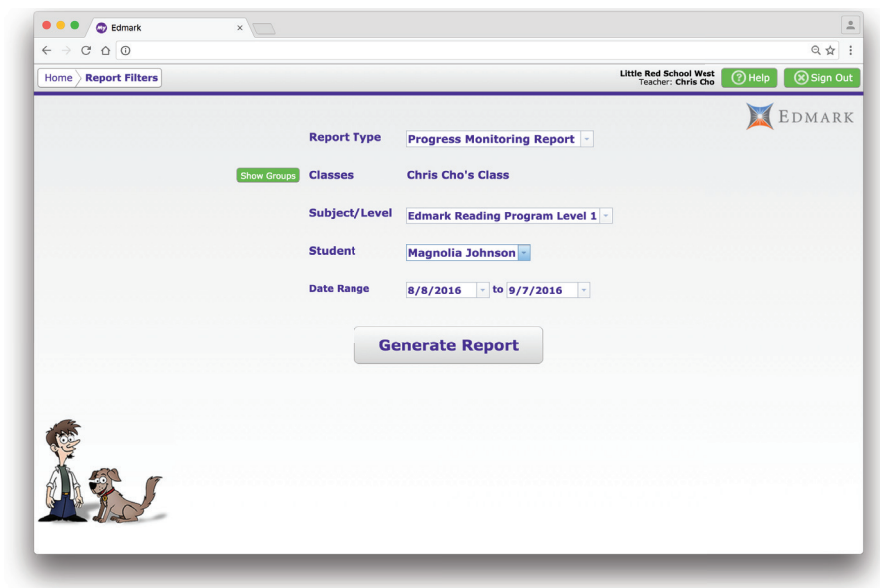 My Edmark
Home Report Filters
Little Red School West
Teacher: Chris Cho
Help
Sign Out
EDMARK
Report Type Progress Monitoring Report
Show Groups Classes Chris Cho's Class
Subject/Level Edmark Reading Program Level 1
Student Magnolia Johnson
Date Range 8/8/2016 to 9/7/2016
Generate Report